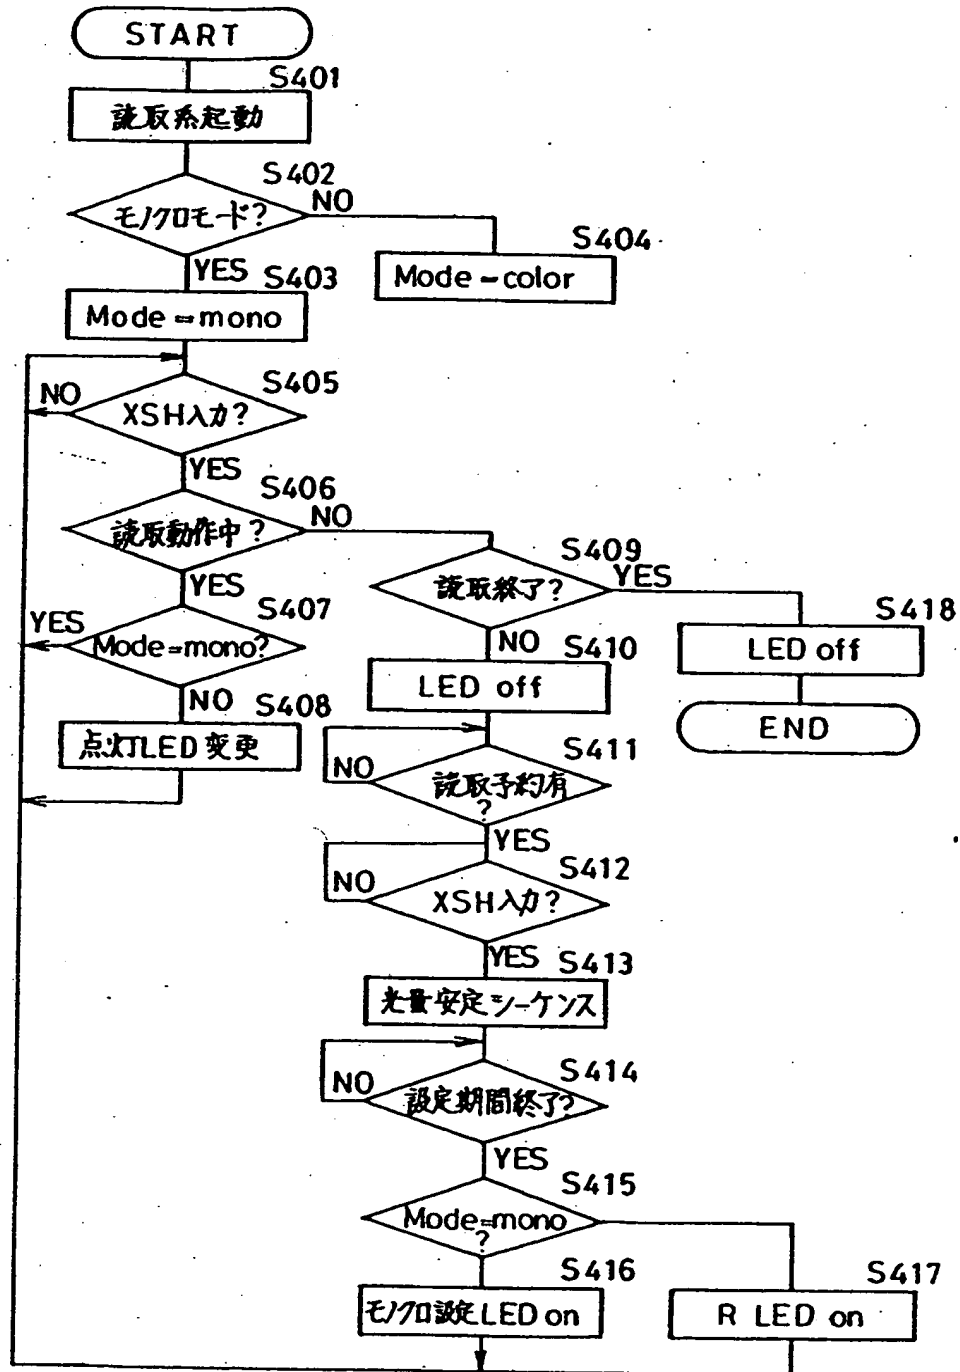 START
S401
読取系起動
S402
モノクロモード?
NO
YES
S403
Mode=mono
S404
Mode-color
S405
NO
XSH入力?
YES
S406
読取動作中?
NO
YES
S407
YES
Mode=mono?
NO
S408
点灯LED変更
S409
読取終了?
YES
S418
LED off
END
NO
S410
LED off
S411
NO
読取予約有
?
YES
S412
NO
XSH入力?
YES
S413
光量安定シーケンス
S414
NO
設定期間終了?
YES
S415
Mode=mono
?
S416
モノクロ設定LED on
S417
R LED on